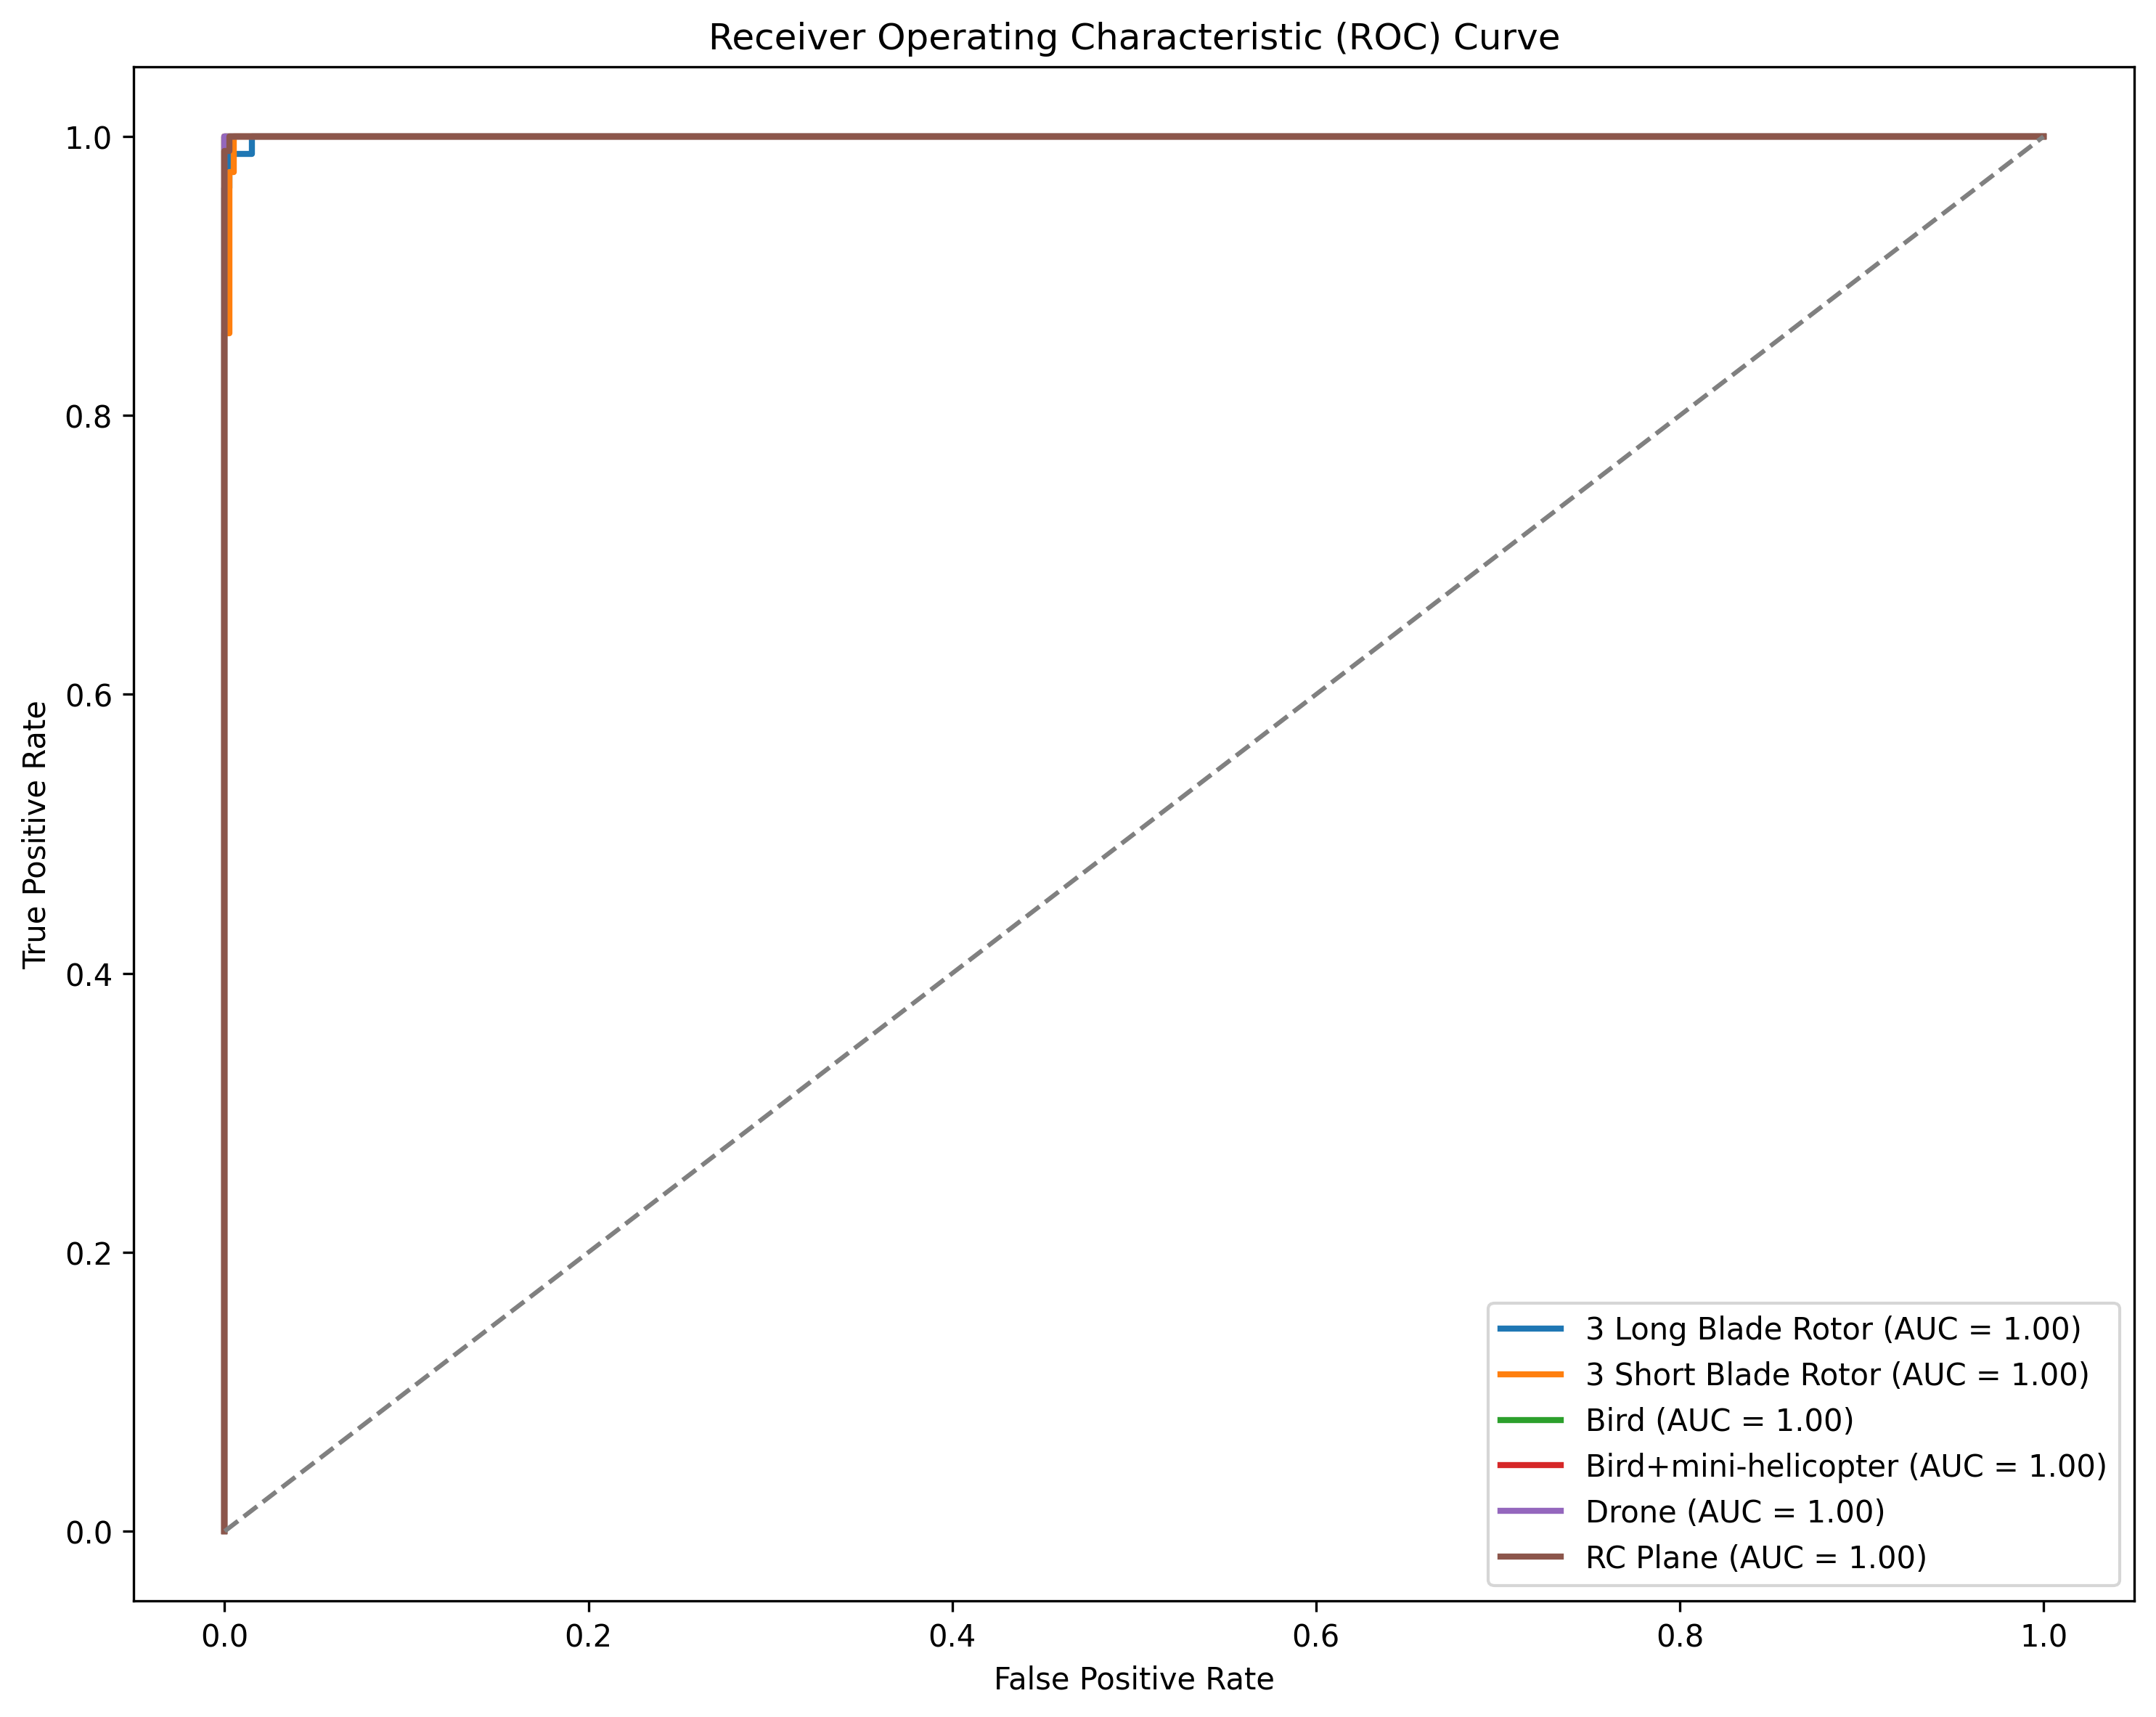 Receiver Operating Characteristic (ROC) Curve
1.0
0.8
0.6
0.4
0.2
0.0
True Positive Rate
3 Long Blade Rotor (AUC = 1.00)
3 Short Blade Rotor (AUC = 1.00)
Bird (AUC = 1.00)
Bird+mini-helicopter (AUC = 1.00)
Drone (AUC = 1.00)
RC Plane (AUC = 1.00)
0.0 0.2 0.4 0.6 0.8 1.0
False Positive Rate